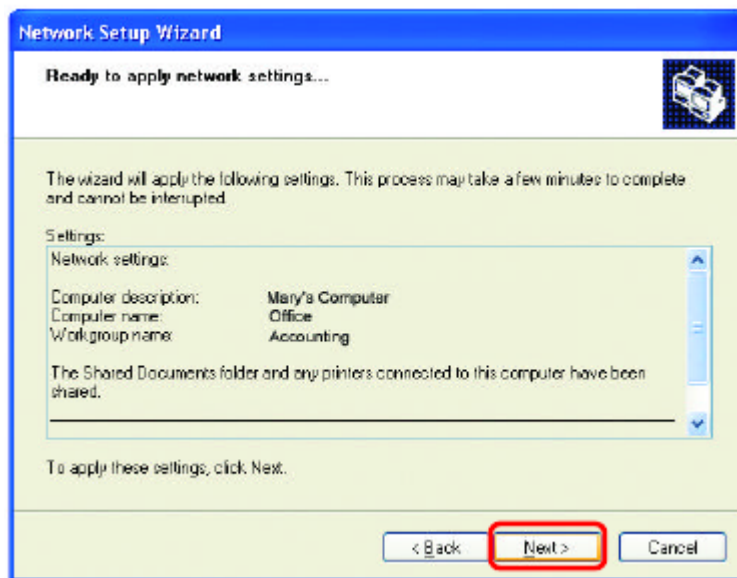 Network Setup Wizard
Ready to apply network settings...
The wizard will apply the following settings. This process may take a few minutes to complete
and cannot be interrupted.
Settings:
Network settings:
Computer description: Mary's Computer
Computer name: Office
Workgroup name: Accounting
The Shared Documents folder and any printers connected to this computer have been
shared.
To apply these settings, click Next.
< Back
Next >
Cancel